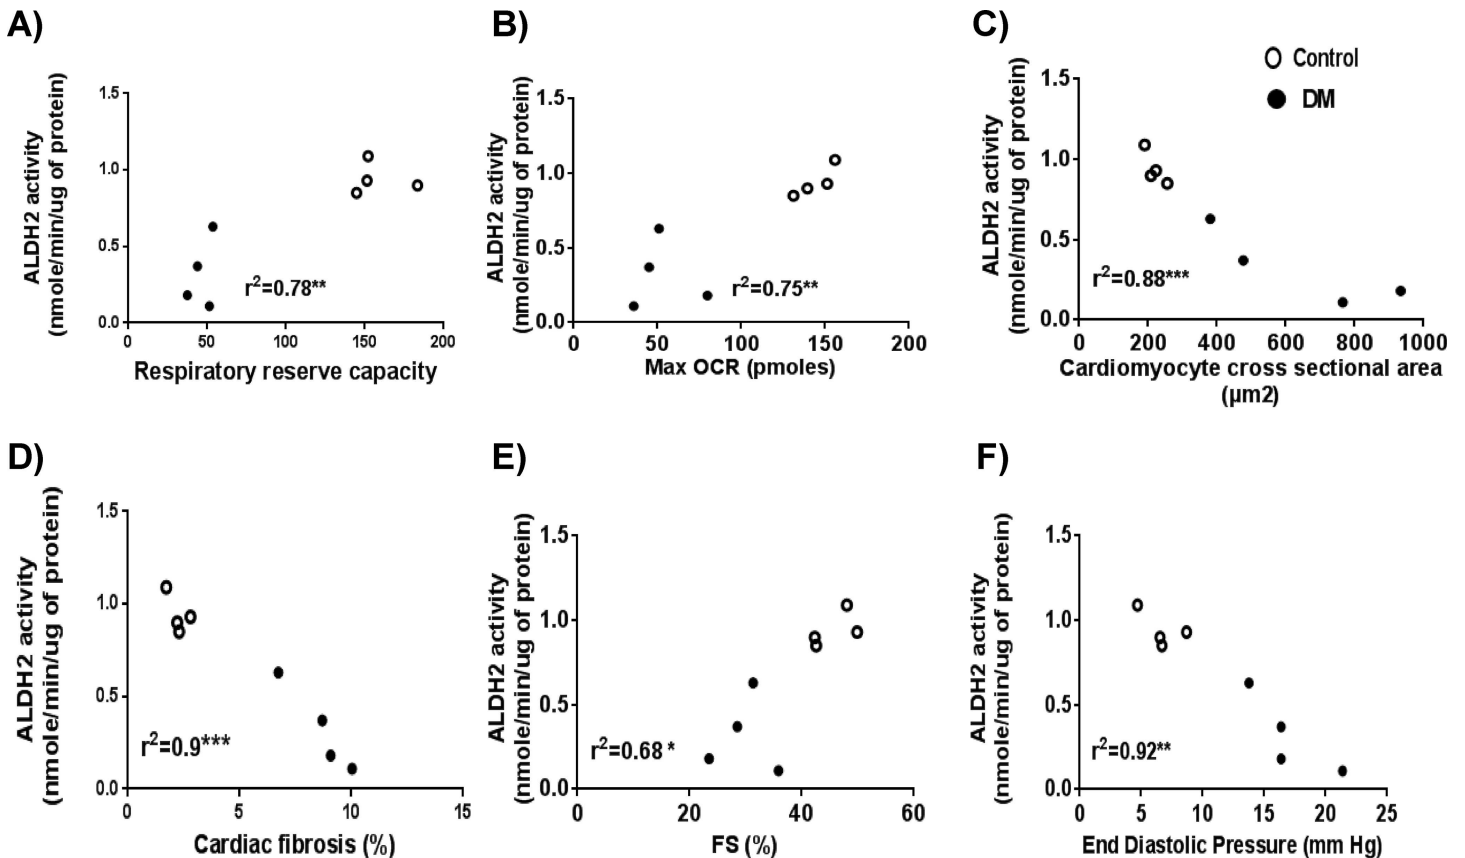 A)
ALDH2 activity
(nmole/min/ug of protein)
1.5
1.0
0.5
0.0
r²=0.78**
0 50 100 150 200
Respiratory reserve capacity
B)
ALDH2 activity
(nmole/min/ug of protein)
1.5
1.0
0.5
0.0
r²=0.75**
0 50 100 150 200
Max OCR (pmoles)
C)
Control
DM
ALDH2 activity
(nmole/min/ug of protein)
1.5
1.0
0.5
0.0
r²=0.88***
0 200 400 600 800 1000
Cardiomyocyte cross sectional area
(µm2)
D)
ALDH2 activity
(nmole/min/ug of protein)
1.5
1.0
0.5
0.0
r²=0.9***
0 5 10 15
Cardiac fibrosis (%)
E)
ALDH2 activity
(nmole/min/ug of protein)
1.5
1.0
0.5
0.0
r²=0.68 *
0 20 40 60
FS (%)
F)
ALDH2 activity
(nmole/min/ug of protein)
1.5
1.0
0.5
0.0
r²=0.92**
0 5 10 15 20 25
End Diastolic Pressure (mm Hg)